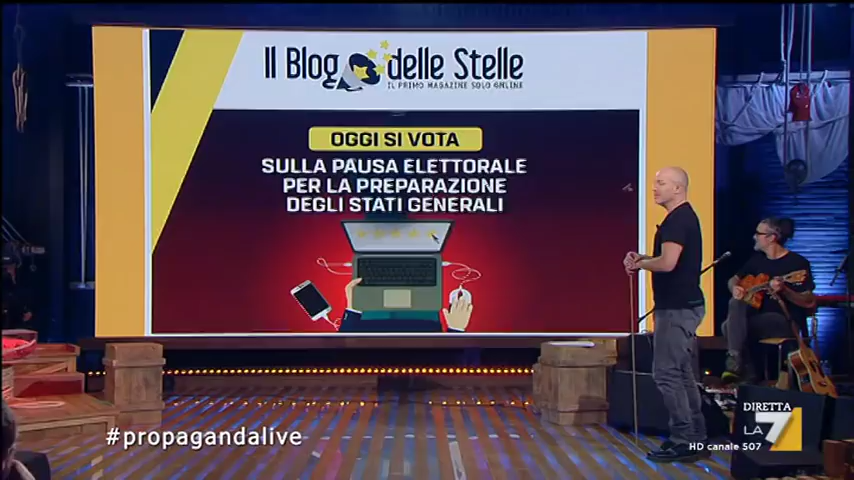 Il Blog delle Stelle
IL PRIMO MAGAZINE SOLO ONLINE
OGGI SI VOTA
SULLA PAUSA ELETTORALE
PER LA PREPARAZIONE
DEGLI STATI GENERALI
#propagandalive
DIRETTA
LA 7
HD canale 507